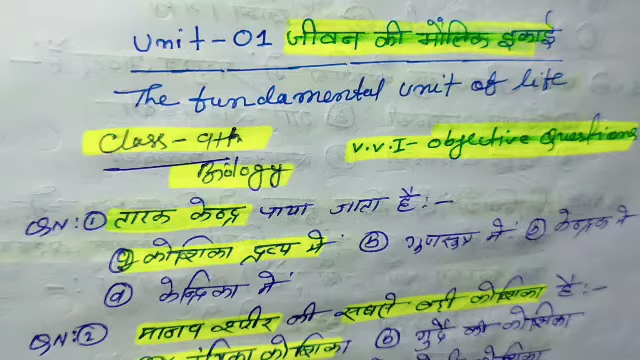 Unit-01 जीवन की मौलिक इकाई
The fundamental unit of life
Class - 9th
V.V.I - objective Questions
Biology
QN:① तारक केन्द्र पाया जाता है:-
कोशिका द्रव्य में ⓑ गुणसूत्र में केन्द्रक में
ⓓ केन्द्रिका में
QN:② मानव शरीर की सबसे बड़ी कोशिका है:-
तंत्रिका कोशिका ⓑ गुर्दे की कोशिका